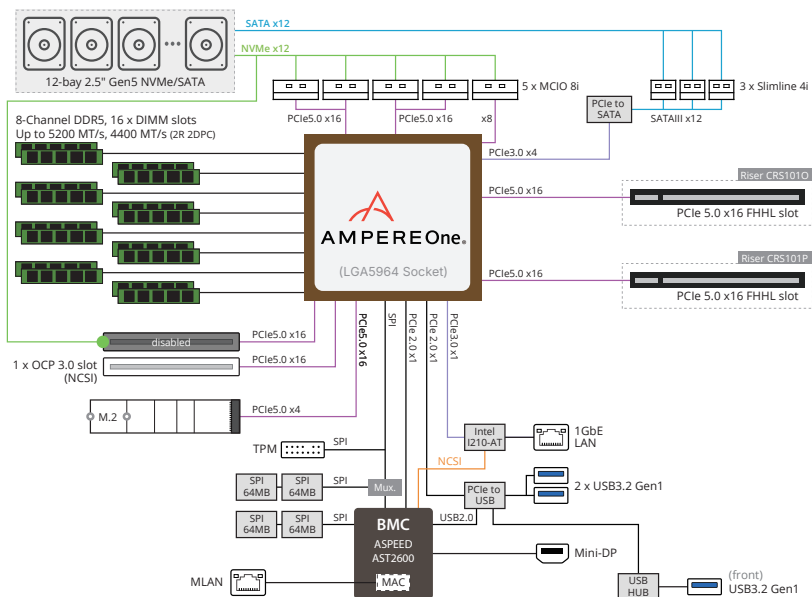 SATA x12
NVMe x12
12-bay 2.5" Gen5 NVMe/SATA
5 x MCIO 8i
3 x Slimline 4i
PCIe5.0 x16
PCIe5.0 x16
x8
PCIe to
SATA
SATAIII x12
8-Channel DDR5, 16 x DIMM slots
Up to 5200 MT/s, 4400 MT/s (2R 2DPC)
PCIe3.0 x4
Riser CRS101O
PCIe5.0 x16
PCIe 5.0 x16 FHHL slot
AMPEREOne.
(LGA5964 Socket)
Riser CRS101P
PCIe5.0 x16
PCIe 5.0 x16 FHHL slot
disabled
PCIe5.0 x16
1 x OCP 3.0 slot
(NCSI)
PCIe5.0 x16
PCIe5.0 x16
SPI
PCIe 2.0 x1
PCIe 2.0 x1
PCIe3.0 x1
M.2
PCIe5.0 x4
Intel
I210-AT
1GbE
LAN
TPM
SPI
NCSI
SPI
64MB
SPI
64MB
SPI
Mux.
PCIe to
USB
2 x USB3.2 Gen1
SPI
64MB
SPI
64MB
SPI
USB2.0
BMC
ASPEED
AST2600
Mini-DP
MLAN
MAC
USB
HUB
(front)
USB3.2 Gen1